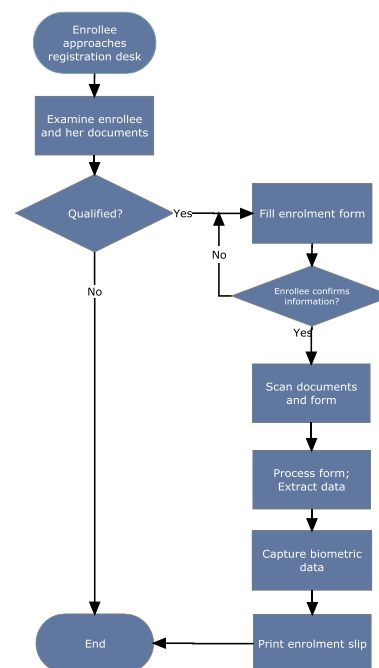 Enrollee
approaches
registration desk
Examine enrollee
and her documents
Qualified?
Yes
Fill enrolment form
No
Enrollee confirms
information?
No
Yes
Scan documents
and form
Process form;
Extract data
Capture biometric
data
End
Print enrolment slip